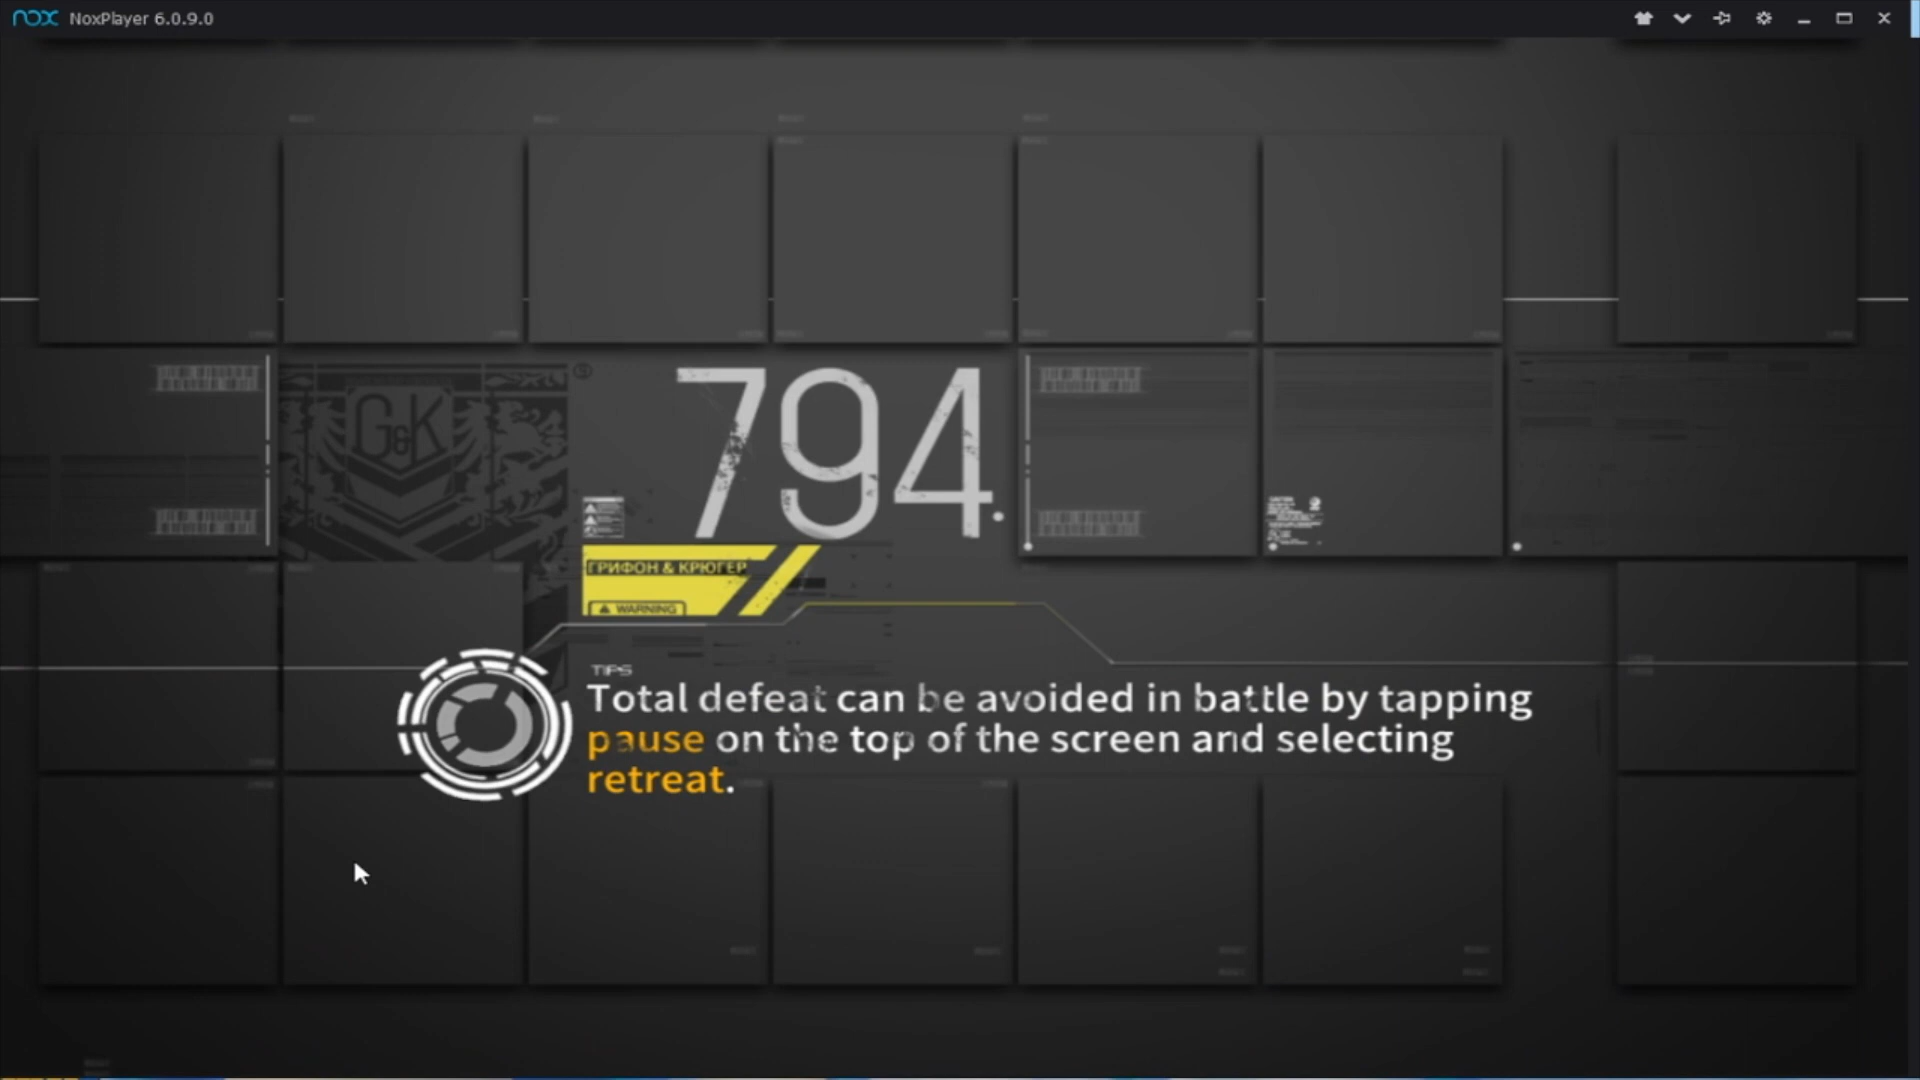 nox NoxPlayer 6.0.9.0
G&K
794.
ГРИФОН & КРЮГЕР
WARNING
TIPS
Total defeat can be avoided in battle by tapping
pause on the top of the screen and selecting
retreat.